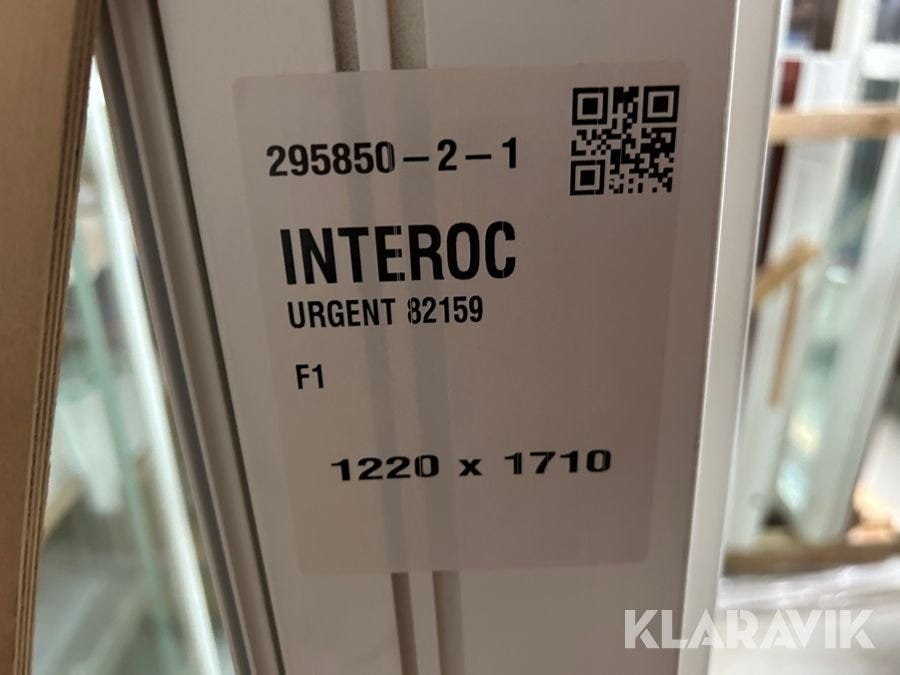 295850-2-1
INTEROC
URGENT 82159
F1
1220 x 1710
KLARAVIK